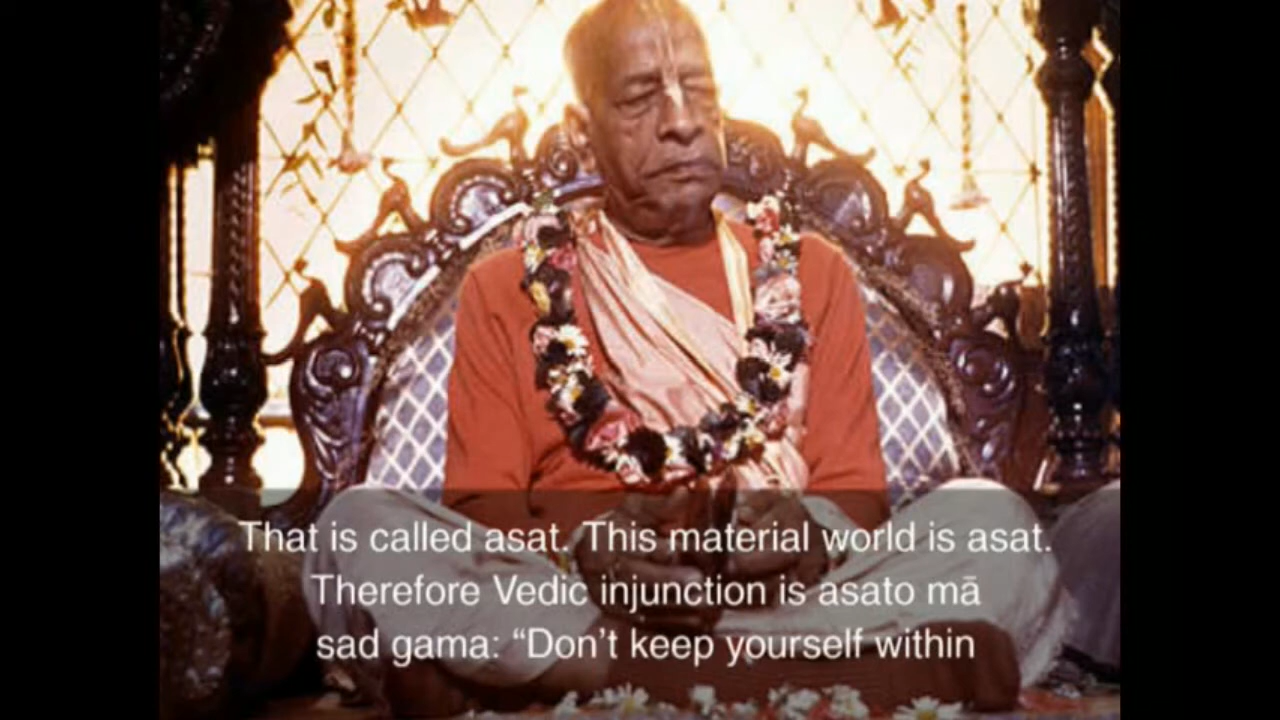 That is called asat. This material world is asat.
Therefore Vedic injunction is asato mā
sad gama: “Don’t keep yourself within